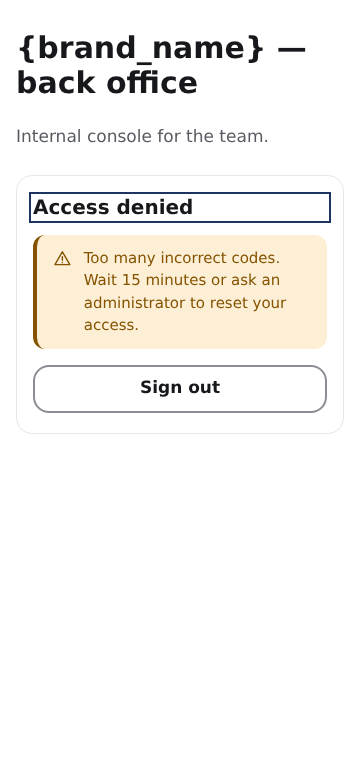 {brand_name} —
back office
Internal console for the team.
Access denied
Too many incorrect codes.
Wait 15 minutes or ask an
administrator to reset your
access.
Sign out